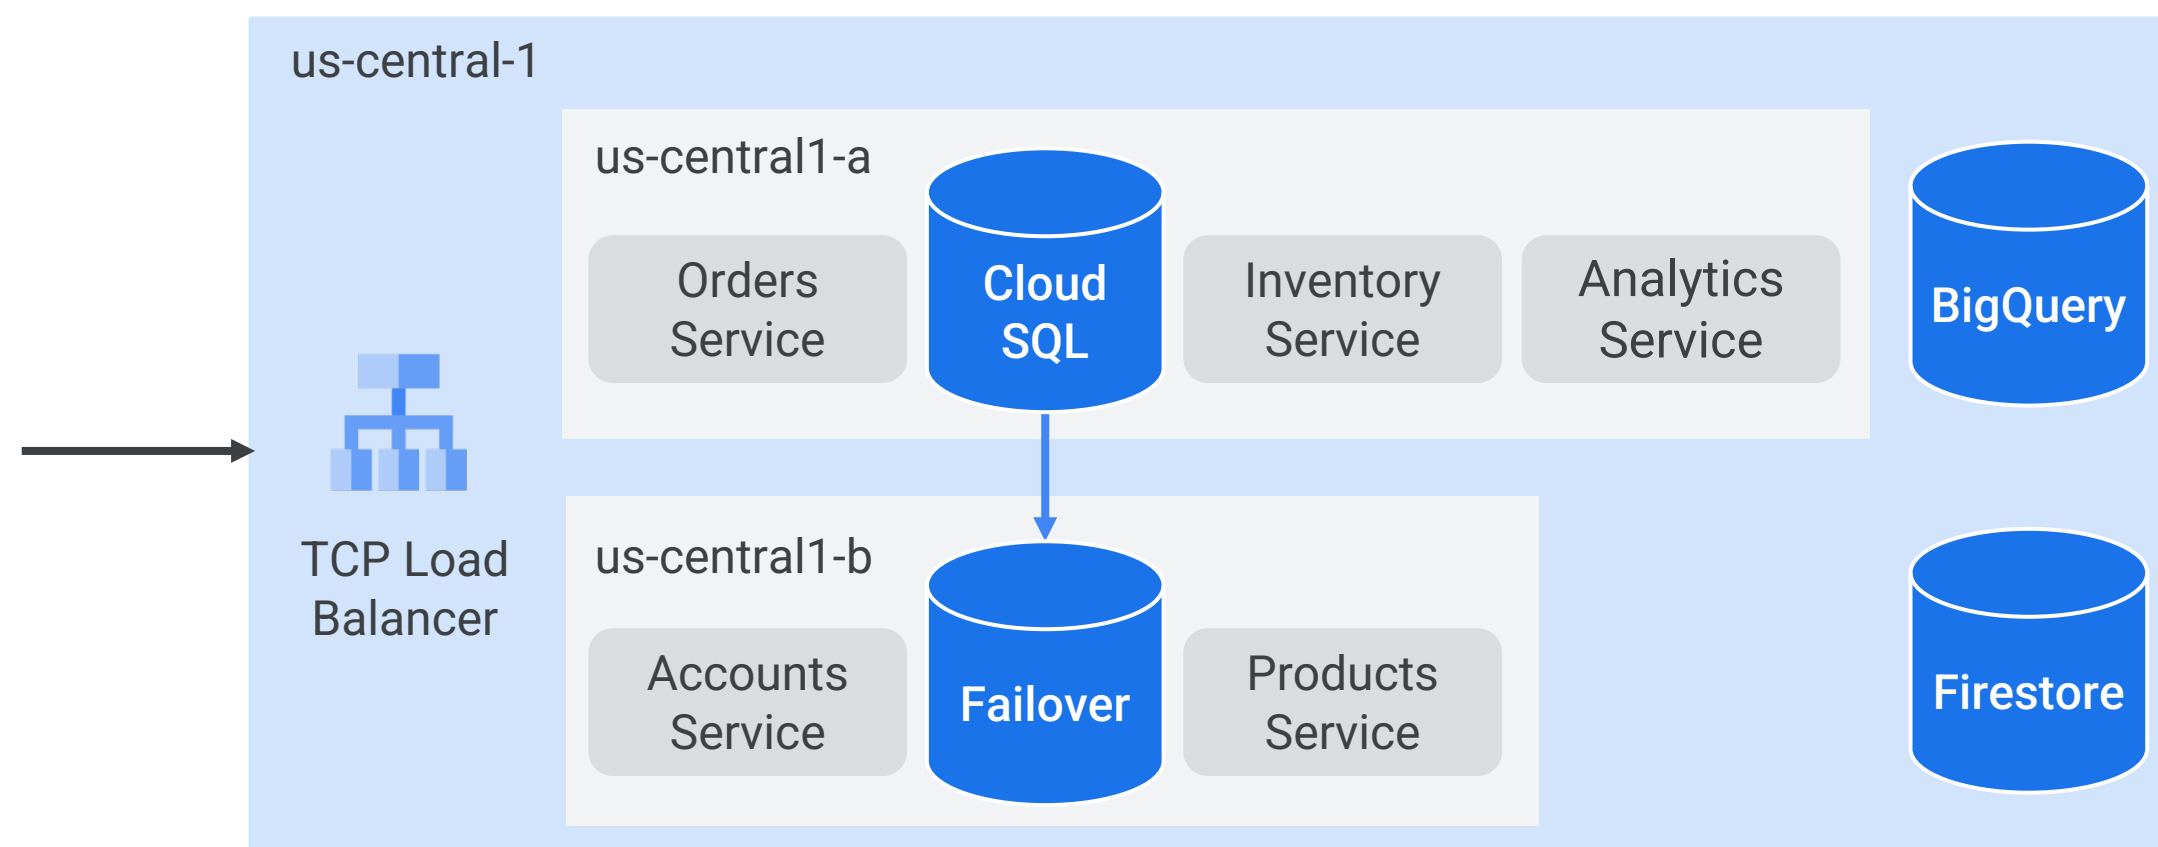 us-central-1
us-central1-a
Orders
Service
Cloud
SQL
Inventory
Service
Analytics
Service
BigQuery
TCP Load
Balancer
us-central1-b
Accounts
Service
Failover
Products
Service
Firestore